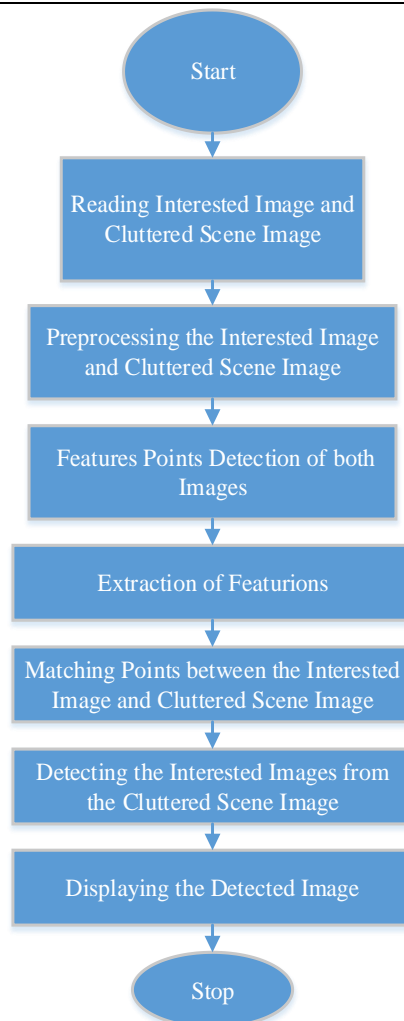 Start
Reading Interested Image and
Cluttered Scene Image
Preprocessing the Interested Image
and Cluttered Scene Image
Features Points Detection of both
Images
Extraction of Featurions
Matching Points between the Interested
Image and Cluttered Scene Image
Detecting the Interested Images from
the Cluttered Scene Image
Displaying the Detected Image
Stop